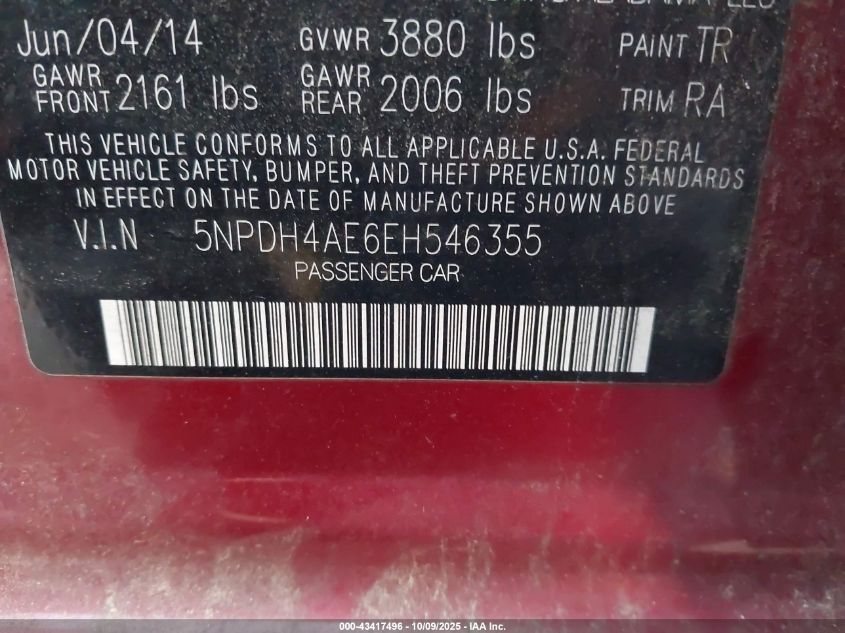 ALABAMA LLC
Jun/04/14 GVWR 3880 lbs PAINT TR
GAWR FRONT 2161 lbs GAWR REAR 2006 lbs TRIM RA
THIS VEHICLE CONFORMS TO ALL APPLICABLE U.S.A. FEDERAL
MOTOR VEHICLE SAFETY, BUMPER, AND THEFT PREVENTION STANDARDS
IN EFFECT ON THE DATE OF MANUFACTURE SHOWN ABOVE
V.I.N 5NPDH4AE6EH546355
PASSENGER CAR
000-43417496 - 10/09/2025 - IAA Inc.